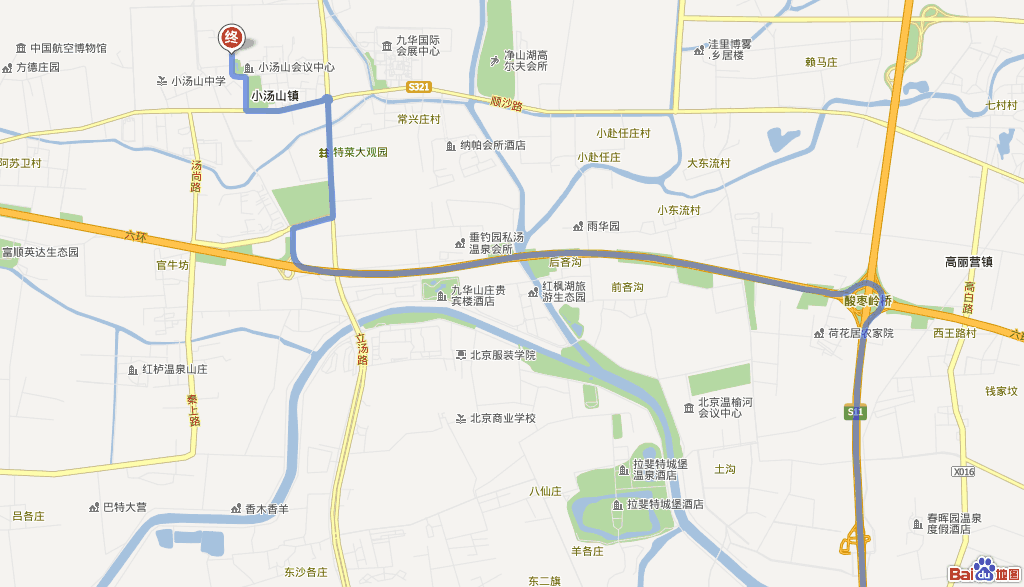 中国航空博物馆
方德庄园
终
小汤山会议中心
小汤山中学
小汤山镇
九华国际
会展中心
S321
净山湖高
尔夫会所
洼里博雾
.乡居楼
赖马庄
七村村
顺沙路
常兴庄村
纳帕会所酒店
小赴任庄村
小赴任庄
大东流村
阿苏卫村
汤尚路
特菜大观园
小东流村
雨华园
六环
垂钓园私汤
温泉会所
富顺英达生态园
官牛坊
后吝沟
前吝沟
高丽营镇
高白路
九华山庄贵
宾楼酒店
红枫湖旅
游生态园
酸枣岭桥
荷花居农家院
西王路村
立汤路
北京服装学院
红栌温泉山庄
秦上路
北京温榆河
会议中心
钱家坟
S11
北京商业学校
拉斐特城堡
温泉酒店
土沟
X016
八仙庄
拉斐特城堡酒店
巴特大营
香木香羊
吕各庄
春晖园温泉
度假酒店
羊各庄
东沙各庄
东二旗
Bai du 地图